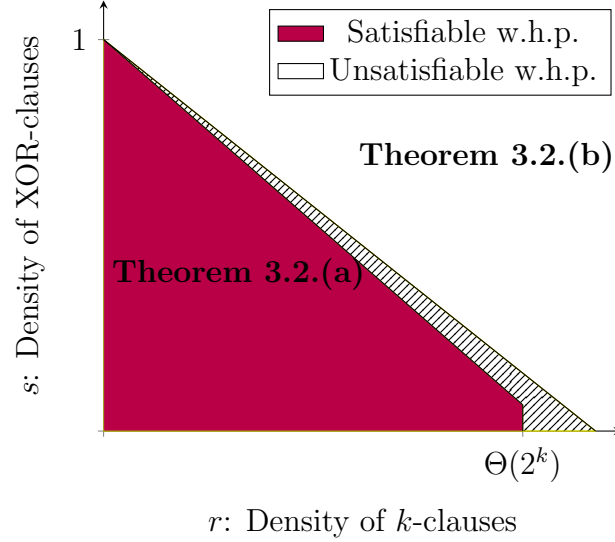 1
Satisfiable w.h.p.
Unsatisfiable w.h.p.
Theorem 3.2.(b)
s: Density of XOR-clauses
Theorem 3.2.(a)
Θ(2^k)
r: Density of k-clauses